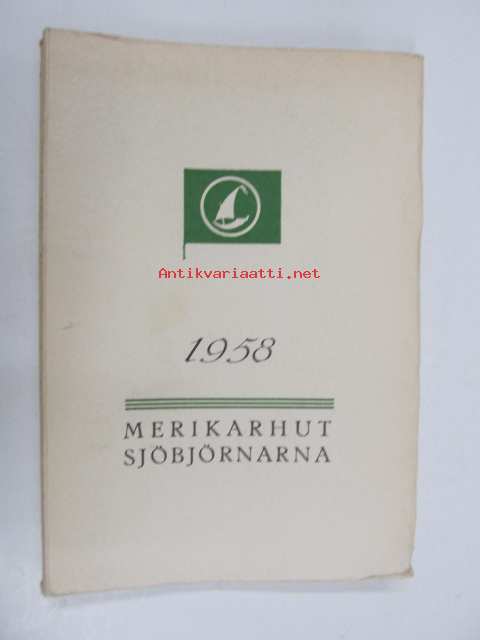 Antikvariaatti.net
1958
MERIKARHUT
SJÖBJÖRNARNA